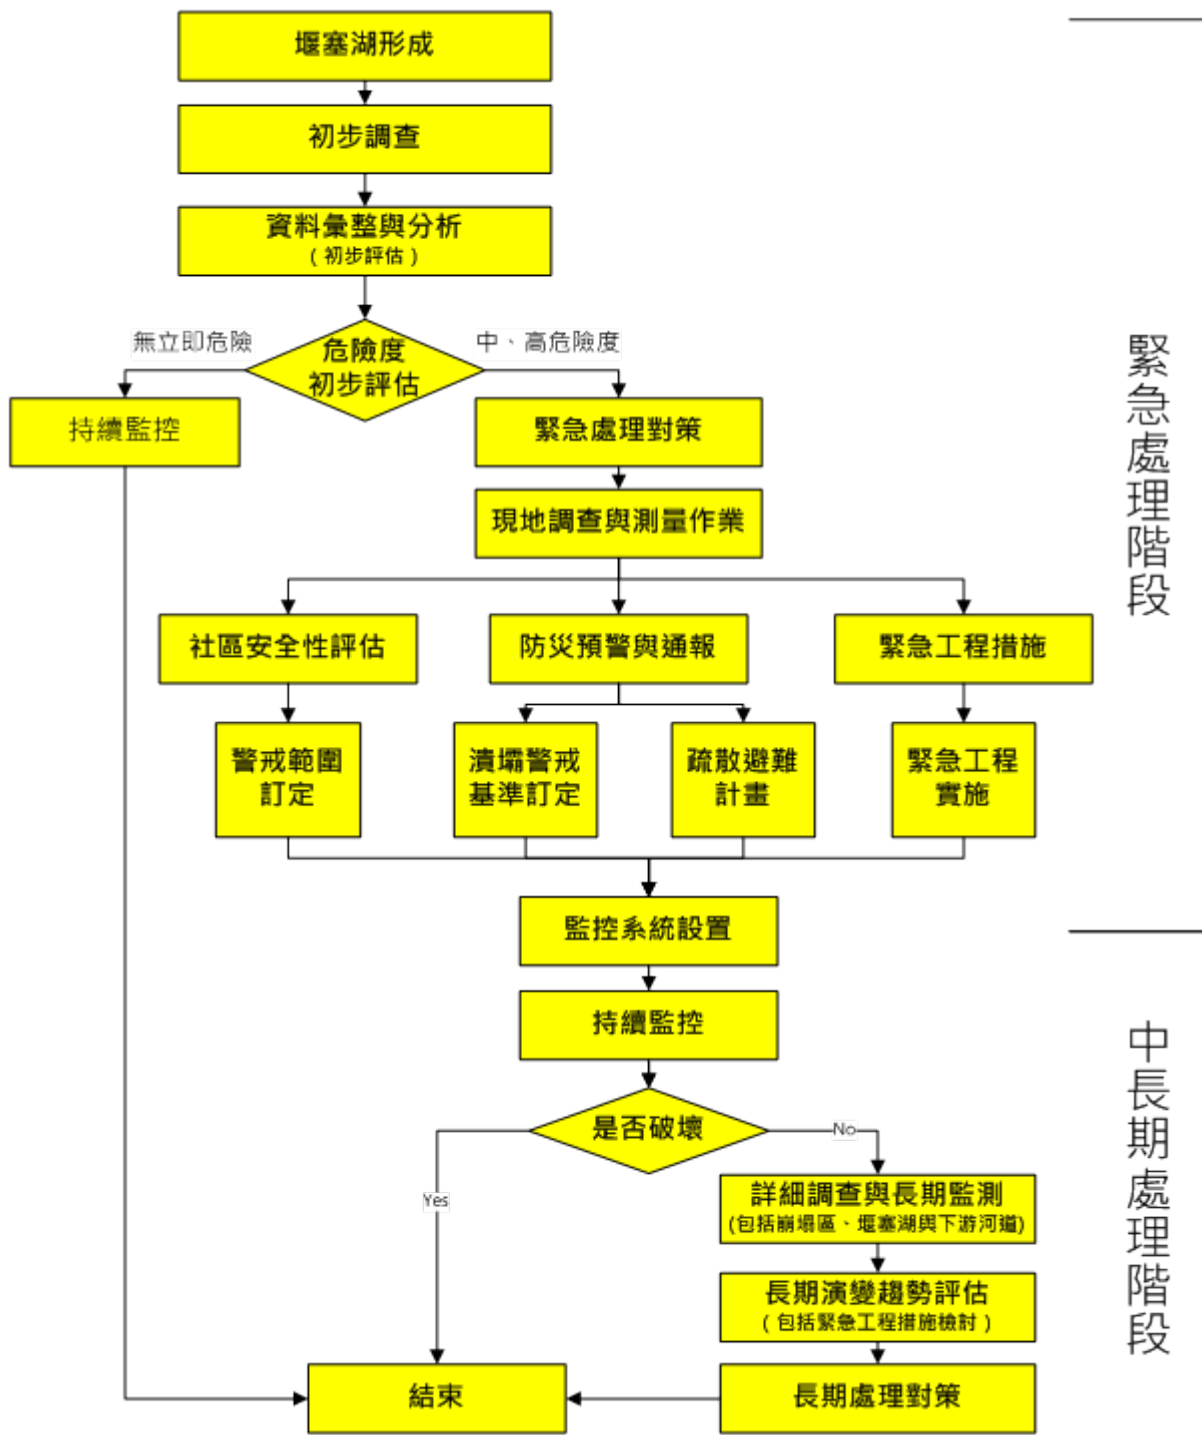 堰塞湖形成
初步調查
資料彙整與分析
（初步評估）
無立即危險
中、高危險度
危險度
初步評估
持續監控
緊急處理對策
現地調查與測量作業
社區安全性評估
防災預警與通報
緊急工程措施
警戒範圍
訂定
潰壩警戒
基準訂定
疏散避難
計畫
緊急工程
實施
監控系統設置
持續監控
是否破壞
No
Yes
詳細調查與長期監測
(包括崩塌區、堰塞湖與下游河道)
長期演變趨勢評估
（包括緊急工程措施檢討）
長期處理對策
結束
緊急處理階段
中長期處理階段